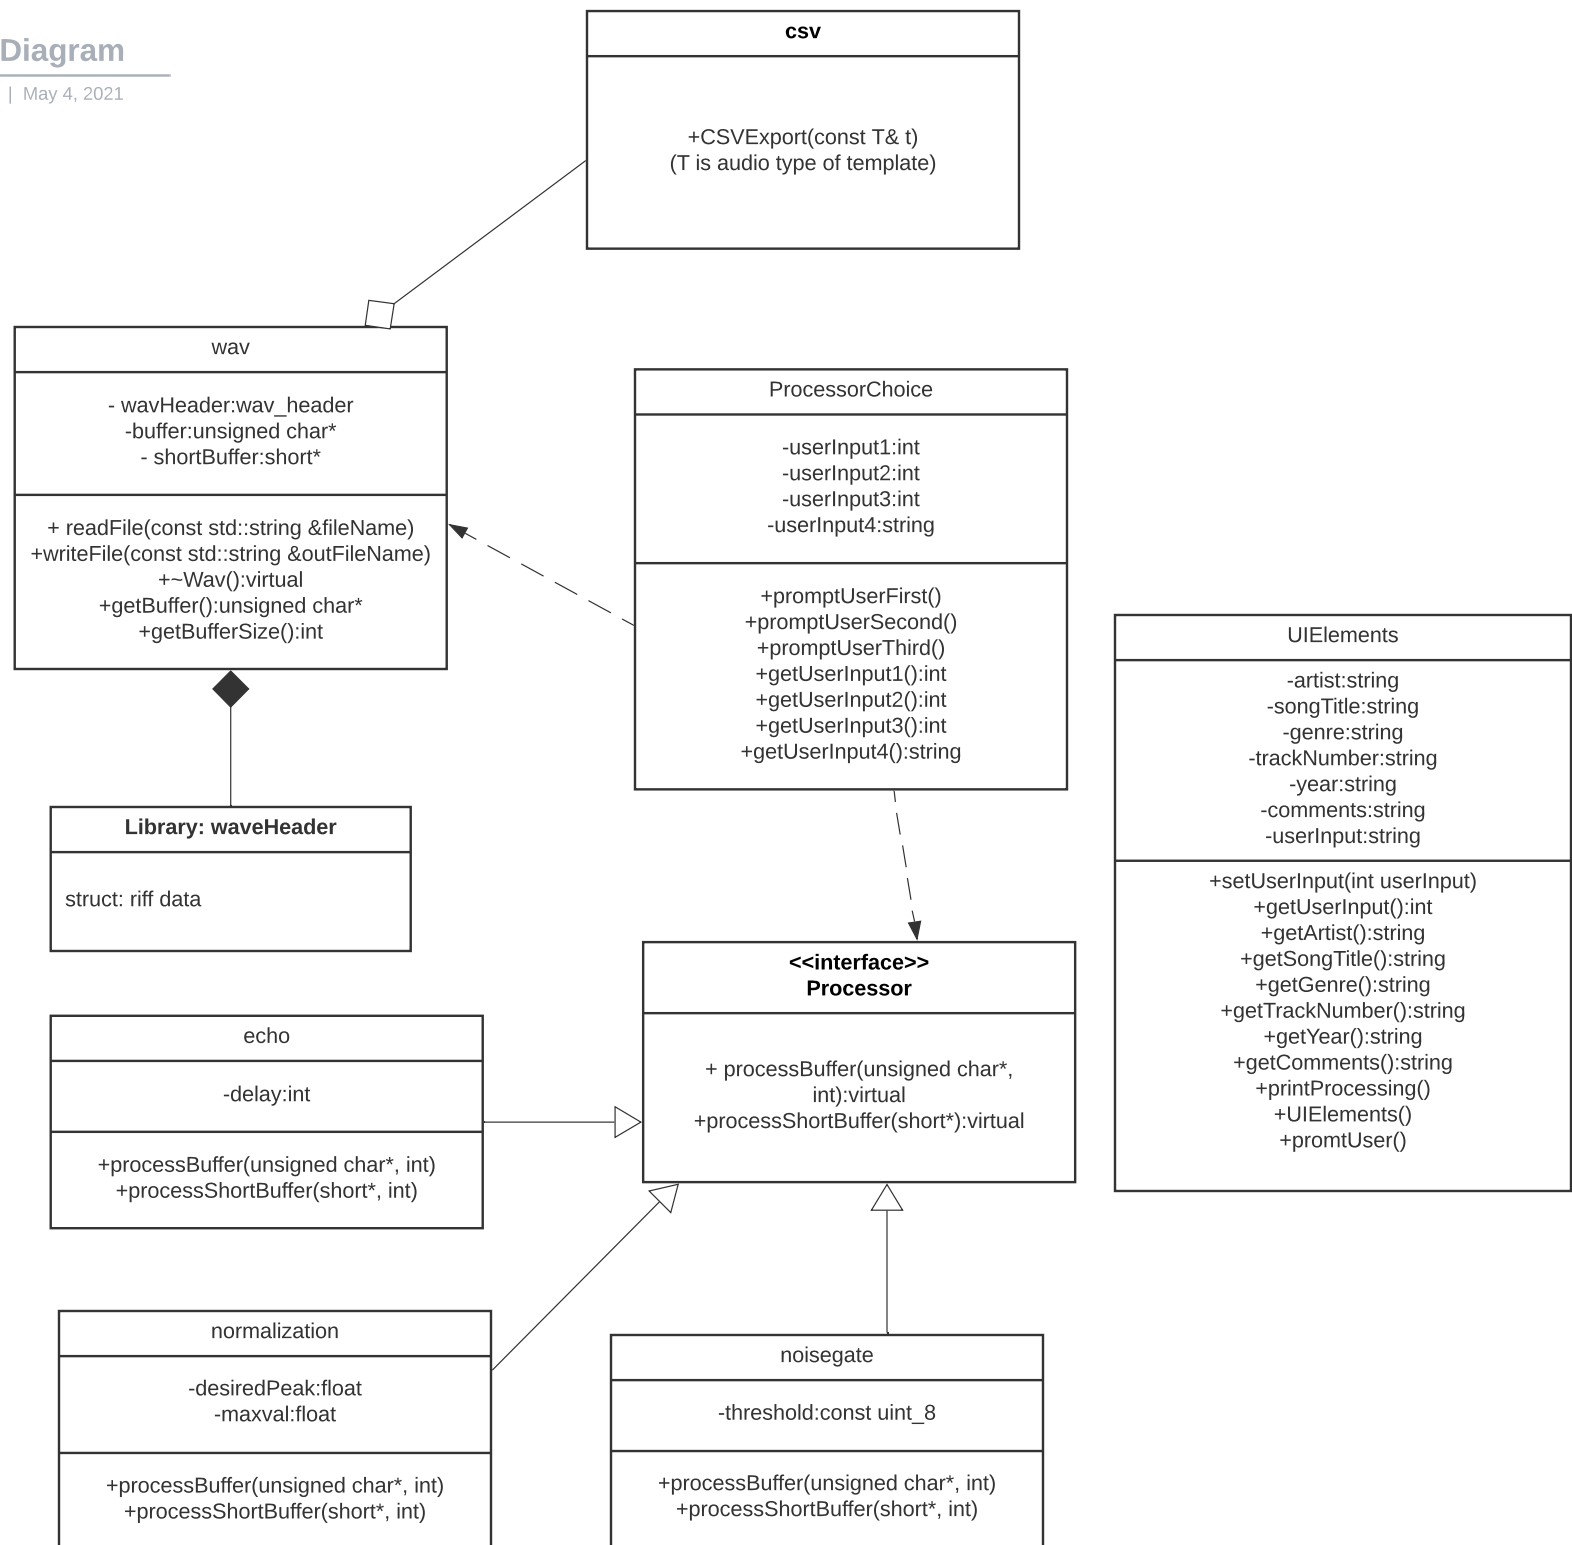 Diagram
| May 4, 2021
csv
+CSVExport(const T& t)
(T is audio type of template)
wav
- wavHeader:wav_header
-buffer:unsigned char*
- shortBuffer:short*
+ readFile(const std::string &fileName)
+writeFile(const std::string &outFileName)
+~Wav():virtual
+getBuffer():unsigned char*
+getBufferSize():int
ProcessorChoice
-userInput1:int
-userInput2:int
-userInput3:int
-userInput4:string
+promptUserFirst()
+promptUserSecond()
+promptUserThird()
+getUserInput1():int
+getUserInput2():int
+getUserInput3():int
+getUserInput4():string
UIElements
-artist:string
-songTitle:string
-genre:string
-trackNumber:string
-year:string
-comments:string
-userInput:string
+setUserInput(int userInput)
+getUserInput():int
+getArtist():string
+getSongTitle():string
+getGenre():string
+getTrackNumber():string
+getYear():string
+getComments():string
+printProcessing()
+UIElements()
+promtUser()
Library: waveHeader
struct: riff data
<<interface>>
Processor
+ processBuffer(unsigned char*,
int):virtual
+processShortBuffer(short*):virtual
echo
-delay:int
+processBuffer(unsigned char*, int)
+processShortBuffer(short*, int)
normalization
-desiredPeak:float
-maxval:float
+processBuffer(unsigned char*, int)
+processShortBuffer(short*, int)
noisegate
-threshold:const uint_8
+processBuffer(unsigned char*, int)
+processShortBuffer(short*, int)